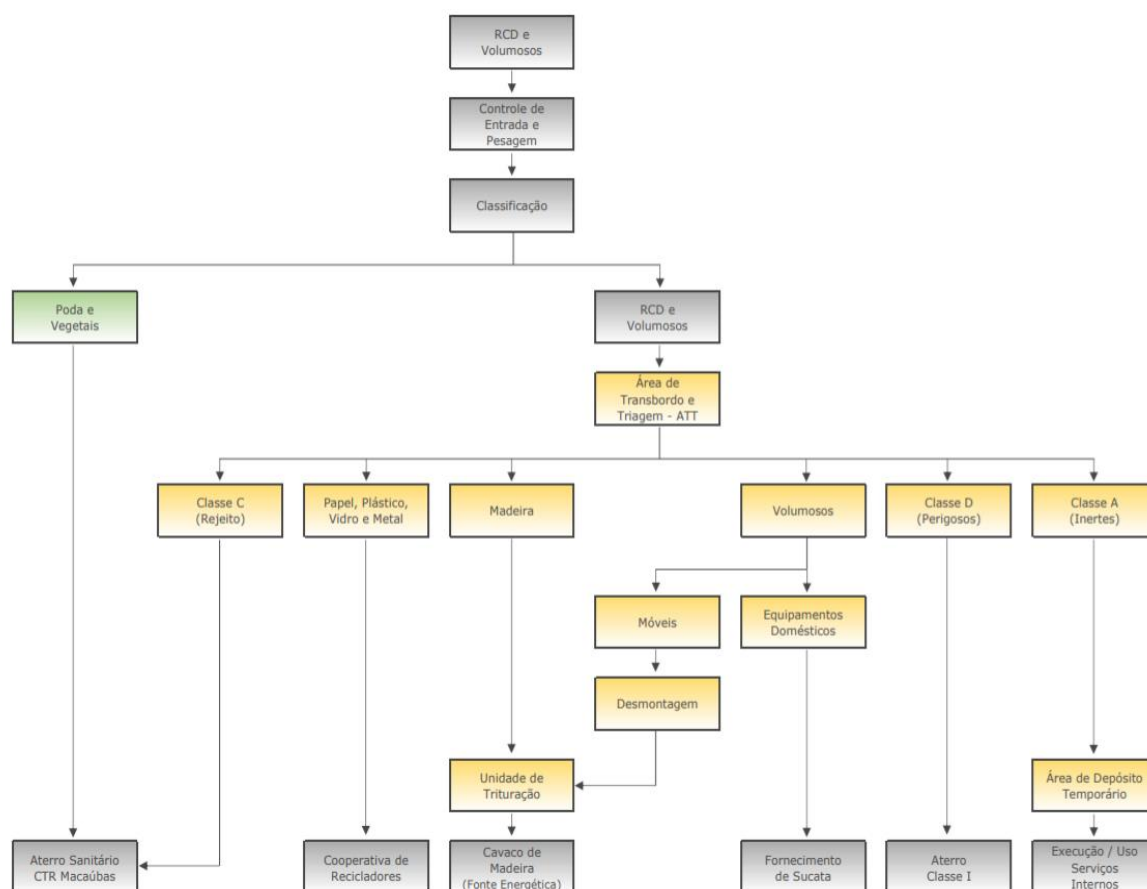 RCD e
Volumosos
Controle de
Entrada e
Pesagem
Classificação
Poda e
Vegetais
RCD e
Volumosos
Área de
Transbordo e
Triagem - ATT
Classe C
(Rejeito)
Papel, Plástico,
Vidro e Metal
Madeira
Volumosos
Classe D
(Perigosos)
Classe A
(Inertes)
Móveis
Equipamentos
Domésticos
Desmontagem
Unidade de
Trituração
Área de Depósito
Temporário
Aterro Sanitário
CTR Macaúbas
Cooperativa de
Recicladores
Cavaco de
Madeira
(Fonte Energética)
Fornecimento
de Sucata
Aterro
Classe I
Execução / Uso
Serviços
Internos